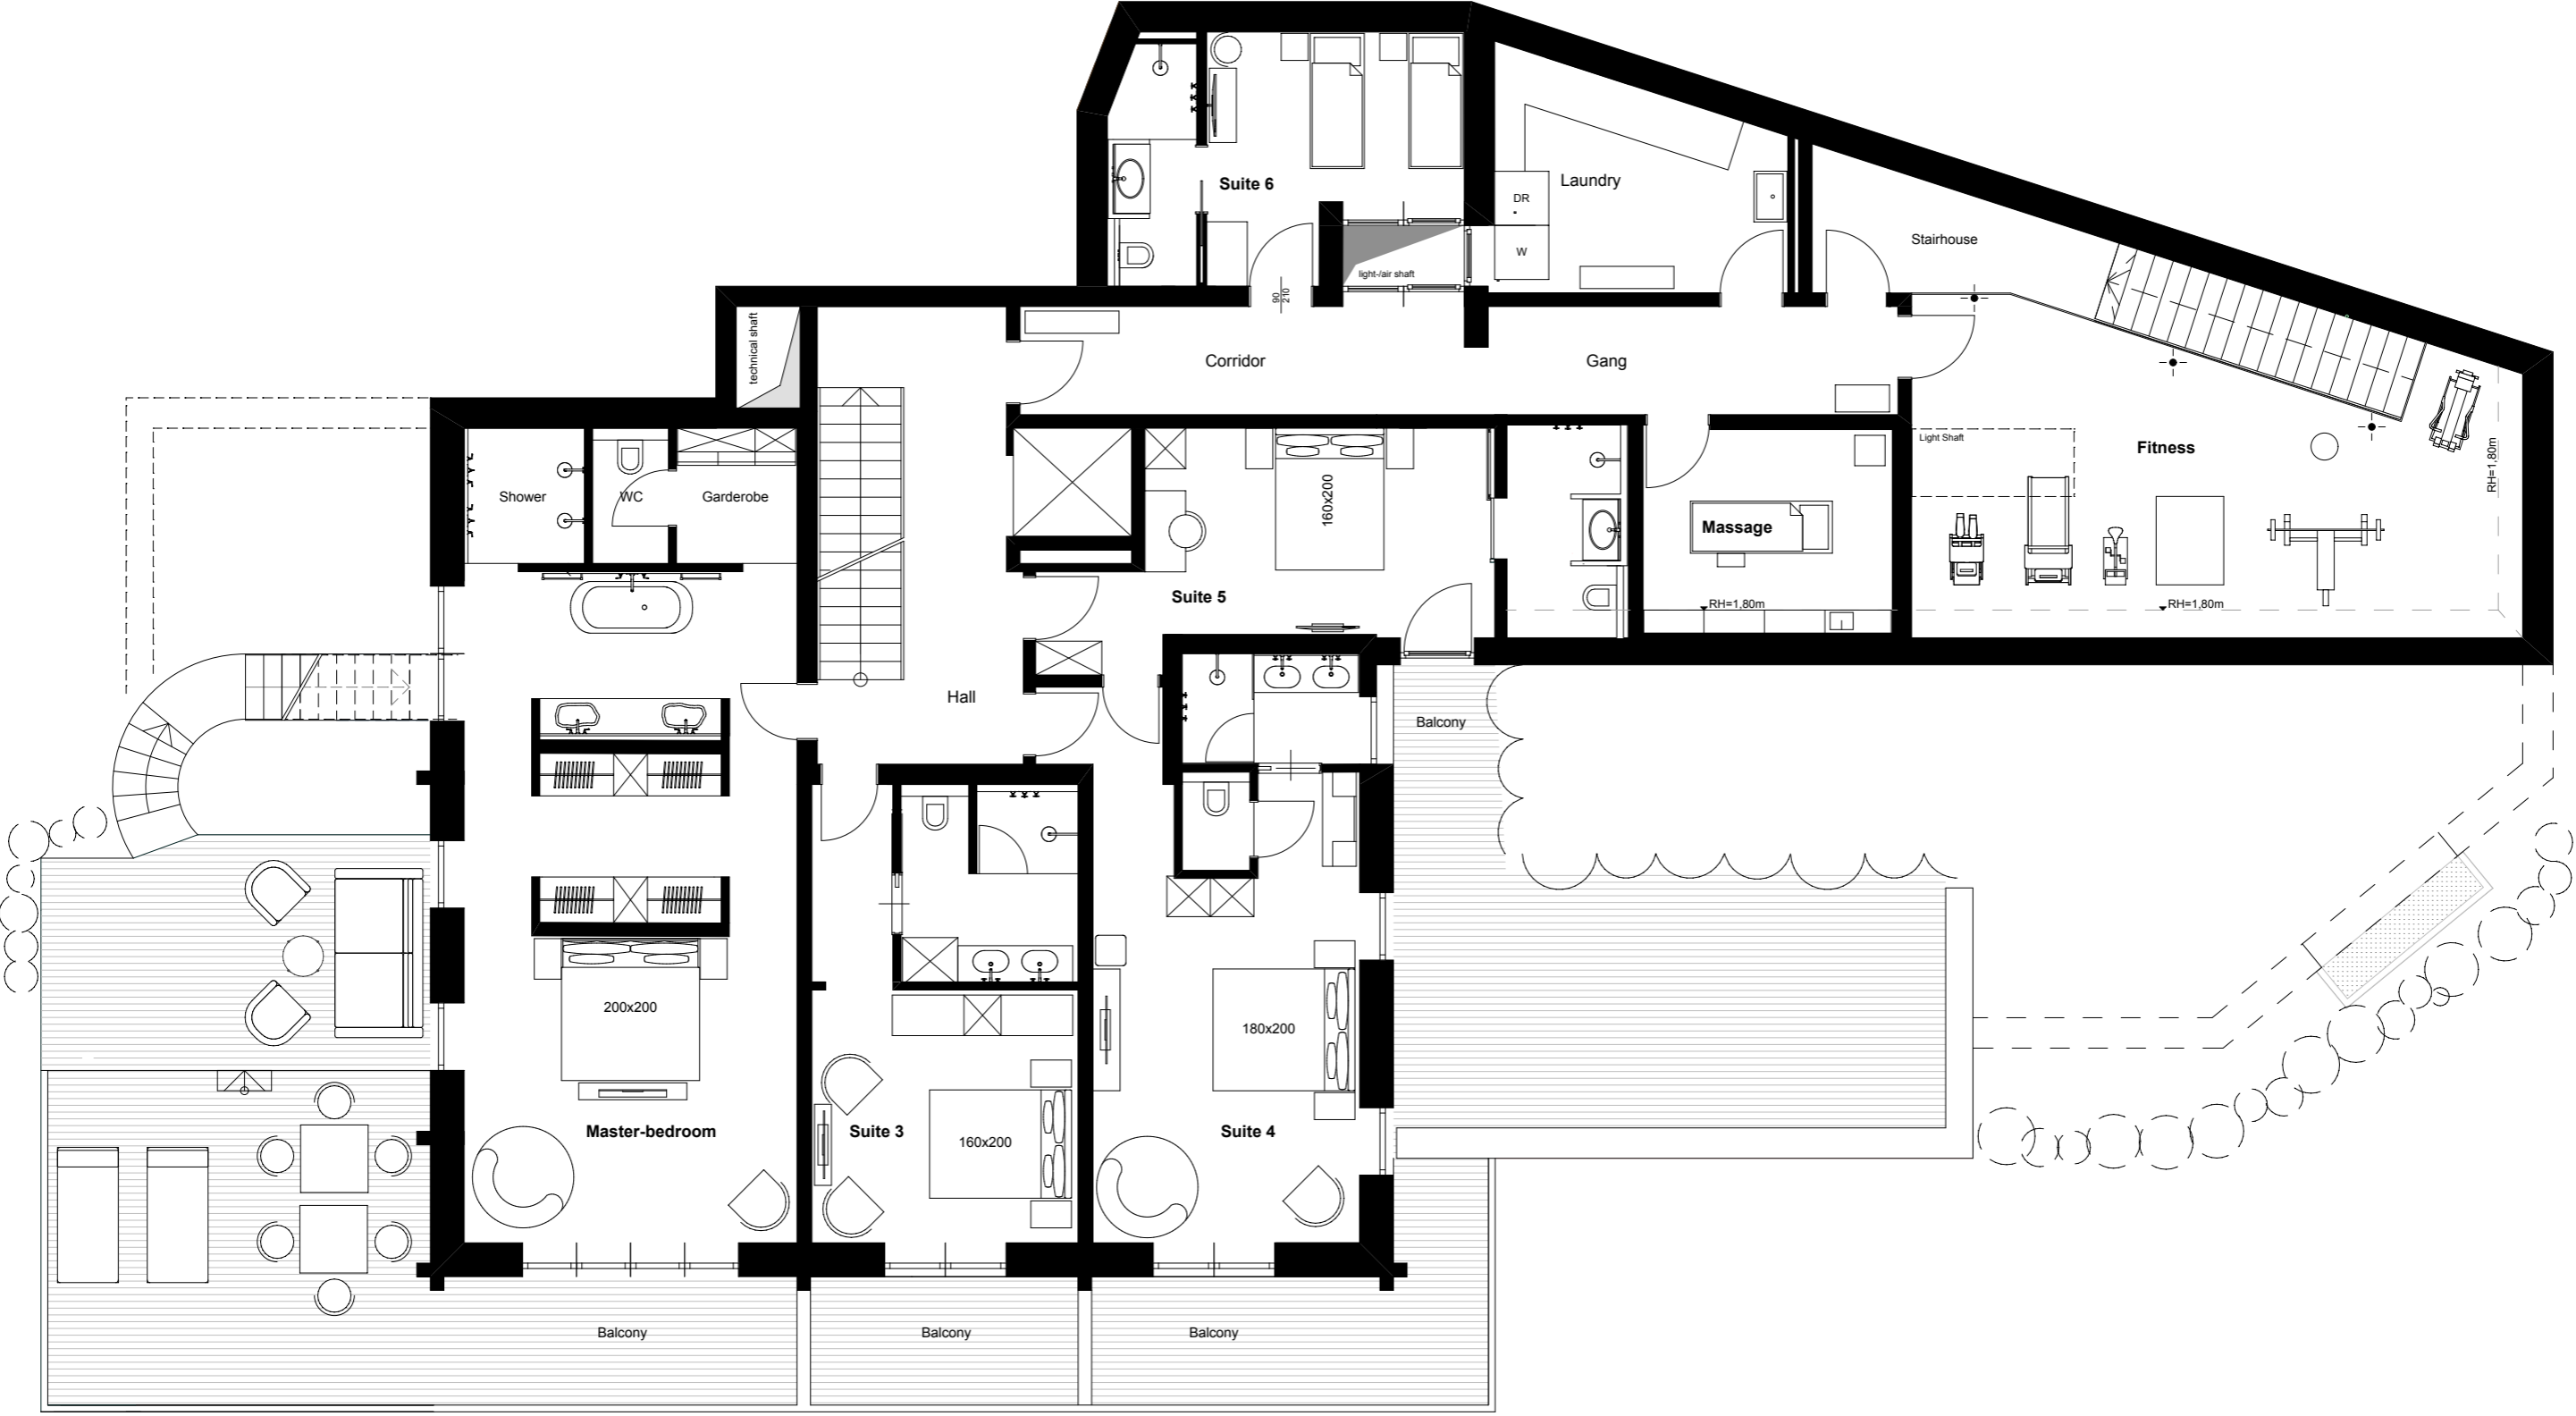 Suite 6
Laundry
DR
W
Stairhouse
light-/air shaft
90
210
technical shaft
Corridor
Gang
Light Shaft
Fitness
RH=1,80m
Shower
WC
Garderobe
160x200
Massage
Suite 5
RH=1,80m
RH=1,80m
Hall
Balcony
200x200
180x200
Master-bedroom
Suite 3
160x200
Suite 4
Balcony
Balcony
Balcony